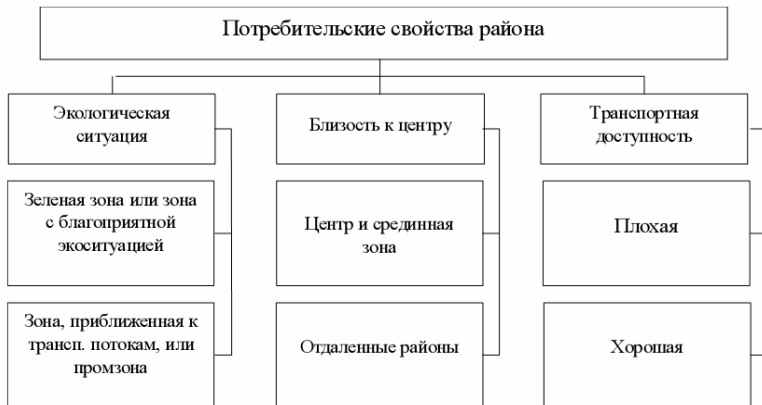 Потребительские свойства района
Экологическая
ситуация
Близость к центру
Транспортная
доступность
Зеленая зона или зона
с благоприятной
экоситуацией
Центр и срединная
зона
Плохая
Зона, приближенная к
трансп. потокам, или
промзона
Отдаленные районы
Хорошая